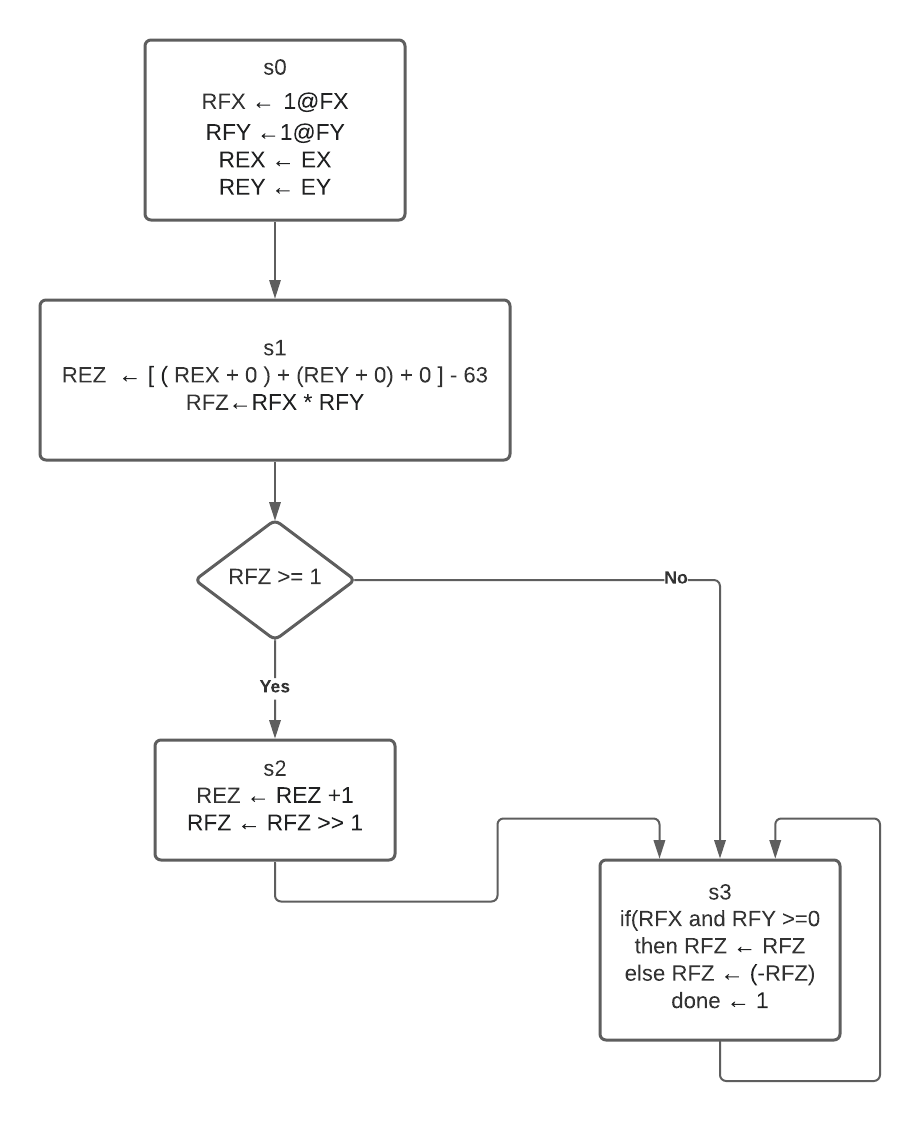 s0
RFX ← 1@FX
RFY ←1@FY
REX ← EX
REY ← EY
s1
REZ ← [ ( REX + 0 ) + (REY + 0) + 0 ] - 63
RFZ←RFX * RFY
RFZ >= 1
No
Yes
s2
REZ ← REZ +1
RFZ ← RFZ >> 1
s3
if(RFX and RFY >=0
then RFZ ← RFZ
else RFZ ← (-RFZ)
done ← 1